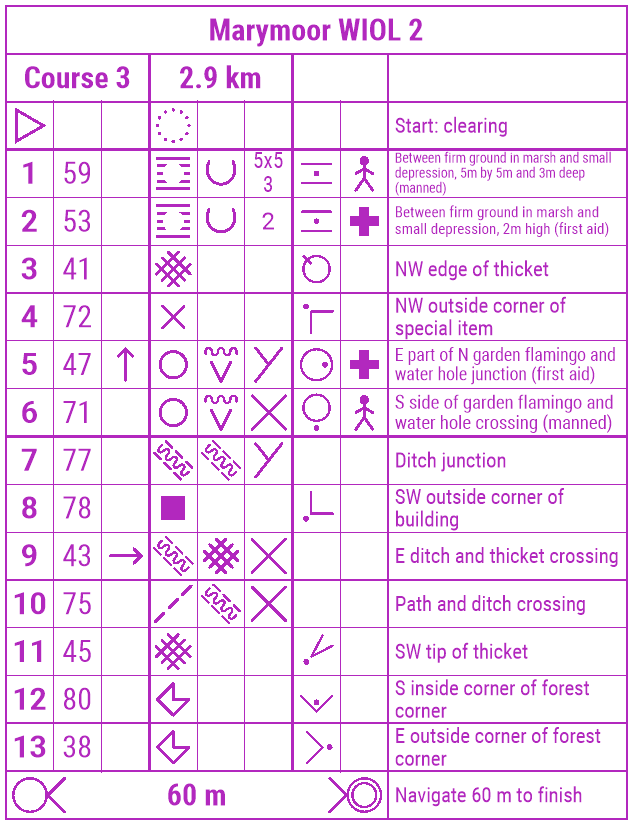 Marymoor WIOL 2
Course 3 2.9 km
Start: clearing
1 59 5x5 3 Between firm ground in marsh and small
depression, 5m by 5m and 3m deep
(manned)
2 53 2 Between firm ground in marsh and
small depression, 2m high (first aid)
3 41 NW edge of thicket
4 72 NW outside corner of
special item
5 47 E part of N garden flamingo and
water hole junction (first aid)
6 71 S side of garden flamingo and
water hole crossing (manned)
7 77 Ditch junction
8 78 SW outside corner of
building
9 43 E ditch and thicket crossing
10 75 Path and ditch crossing
11 45 SW tip of thicket
12 80 S inside corner of forest
corner
13 38 E outside corner of forest
corner
60 m Navigate 60 m to finish